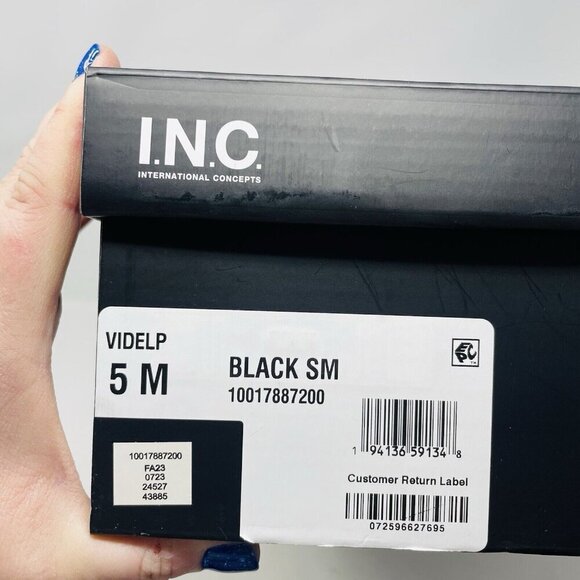 I.N.C.
INTERNATIONAL CONCEPTS
VIDELP
5 M
BLACK SM
10017887200
1 94136 59134 8
Customer Return Label
072596627695
10017887200
FA23
0723
24527
43885